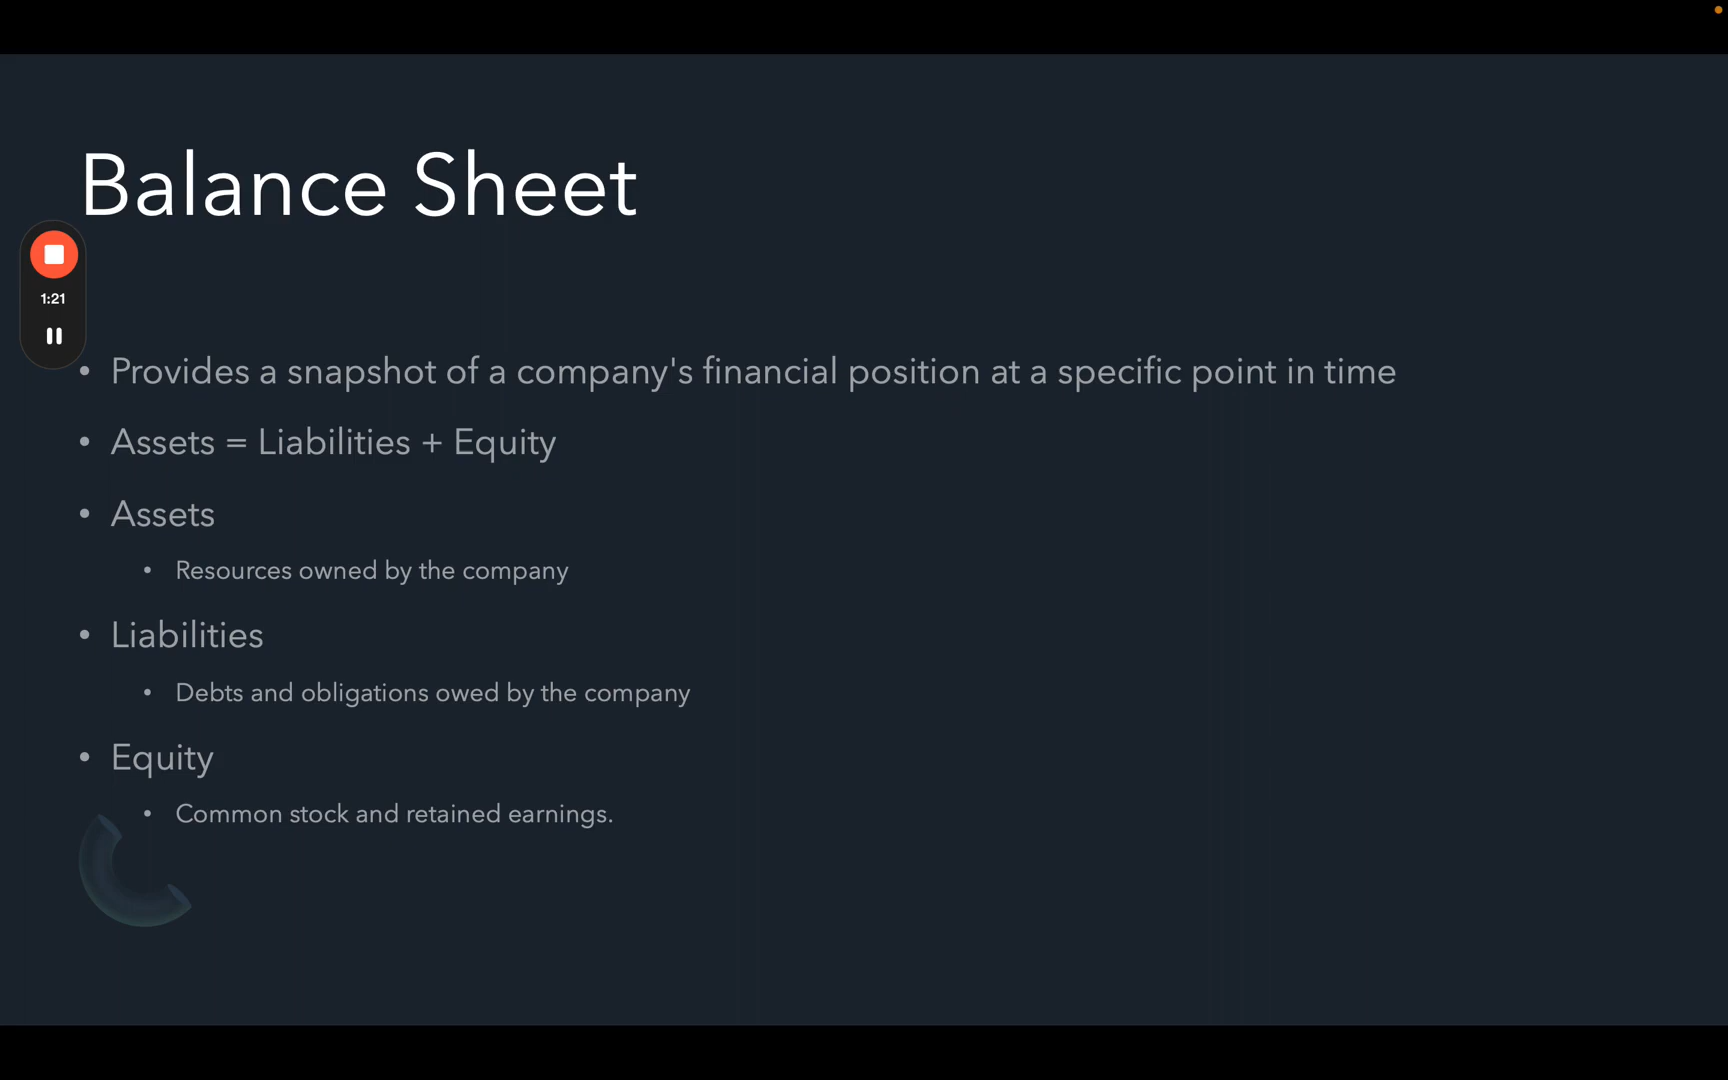 Balance Sheet
1:21
• Provides a snapshot of a company's financial position at a specific point in time
• Assets = Liabilities + Equity
• Assets
• Resources owned by the company
• Liabilities
• Debts and obligations owed by the company
• Equity
• Common stock and retained earnings.